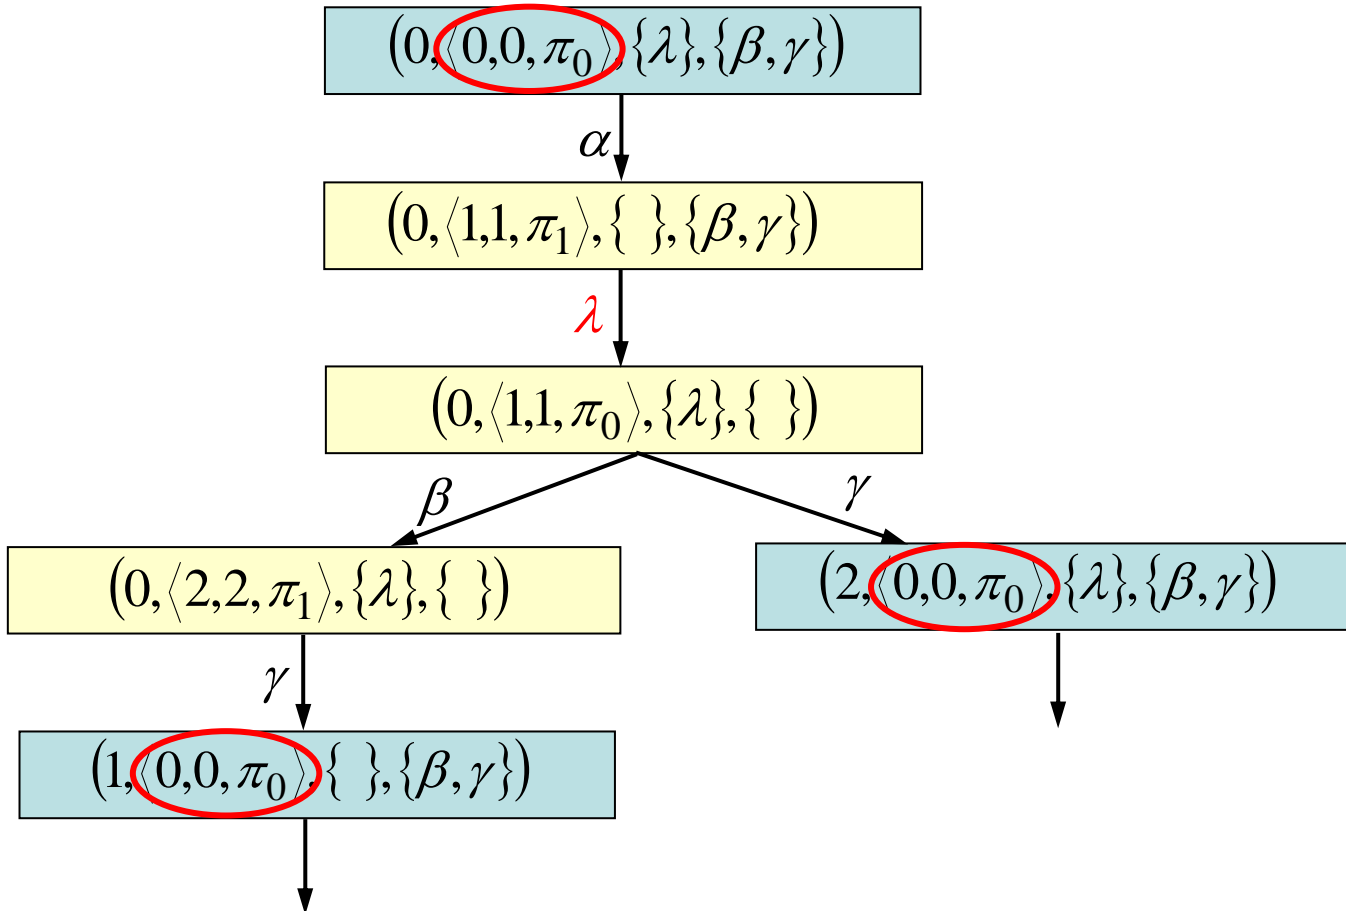 (0,⟨0,0,π₀⟩,{λ},{β,γ})
α
(0,⟨1,1,π₁⟩,{ },{β,γ})
λ
(0,⟨1,1,π₀⟩,{λ},{ })
β
γ
(0,⟨2,2,π₁⟩,{λ},{ })
(2,⟨0,0,π₀⟩,{λ},{β,γ})
γ
(1,⟨0,0,π₀⟩,{ },{β,γ})